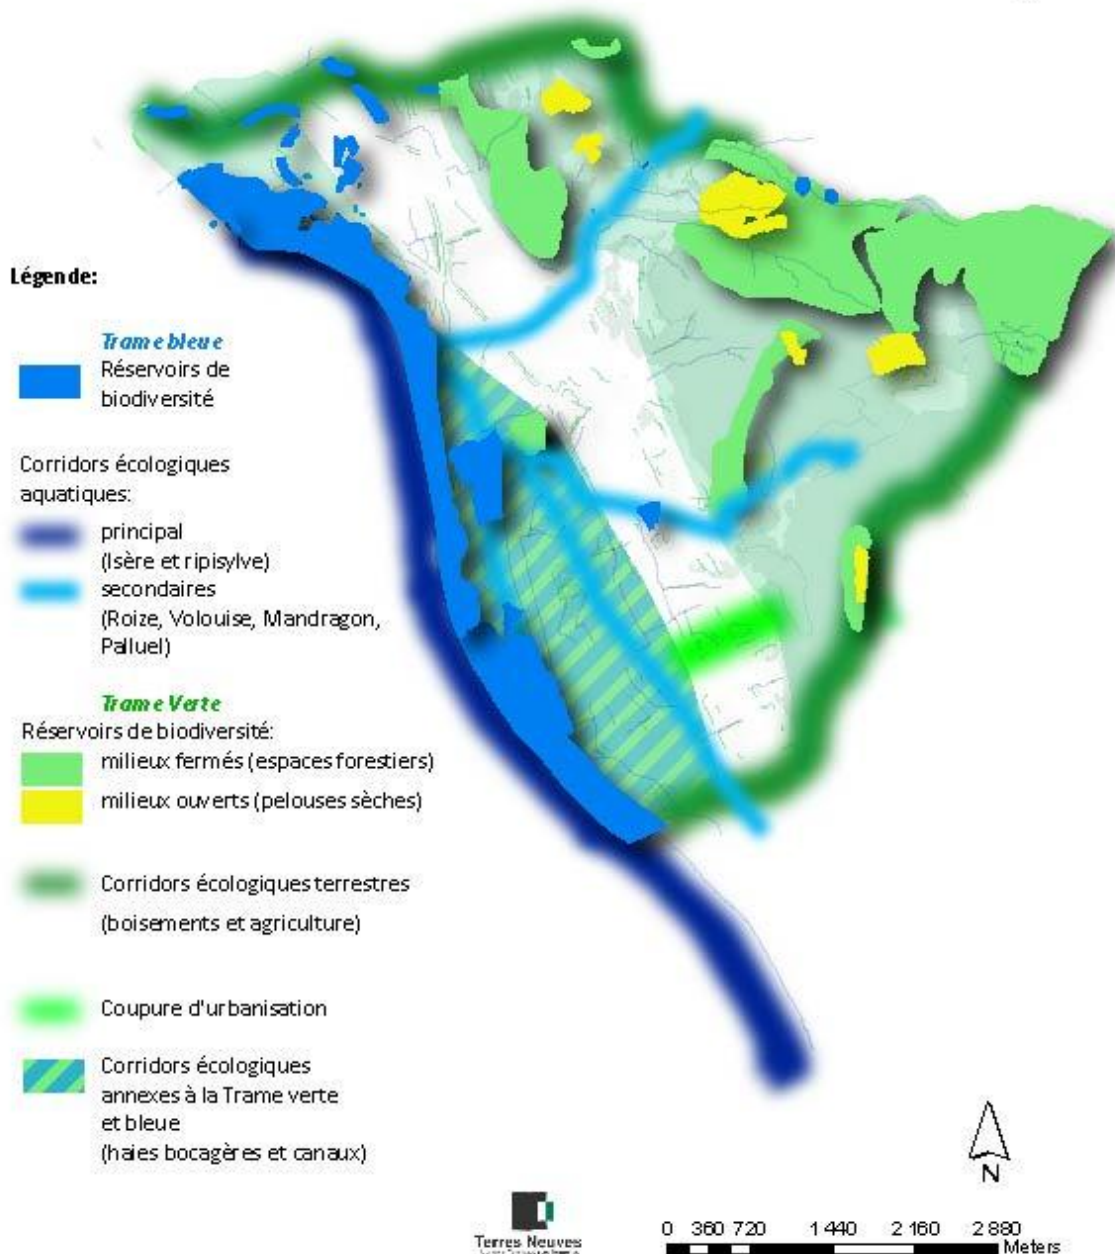 Légende:
Trame bleue
Réservoirs de
biodiversité
Corridors écologiques
aquatiques:
principal
(Isère et ripisylve)
secondaires
(Roize, Volouise, Mandragon,
Palluel)
Trame Verte
Réservoirs de biodiversité:
milieux fermés (espaces forestiers)
milieux ouverts (pelouses sèches)
Corridors écologiques terrestres
(boisements et agriculture)
Coupure d'urbanisation
Corridors écologiques
annexes à la Trame verte
et bleue
(haies bocagères et canaux)
N
Terres Neuves
0 360 720 1 440 2 160 2 880
Meters